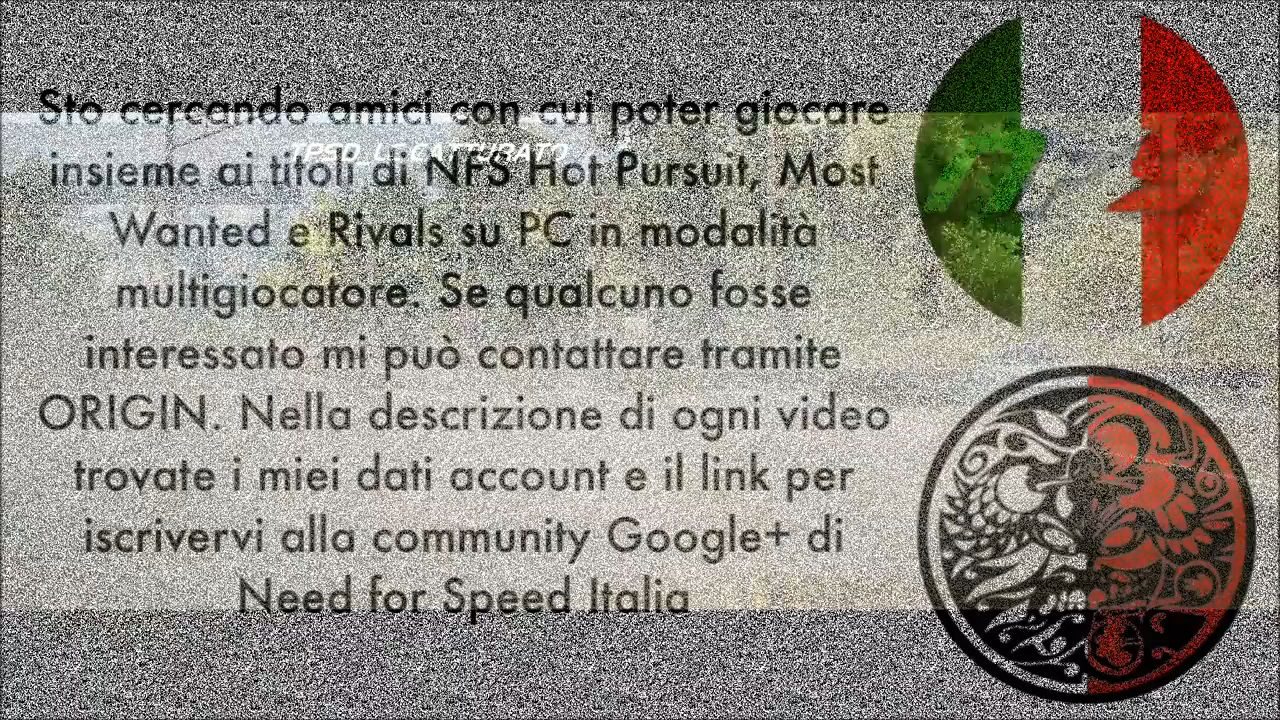 Sto cercando amici con cui poter giocare
insieme ai titoli di NFS Hot Pursuit, Most
Wanted e Rivals su PC in modalità
multigiocatore. Se qualcuno fosse
interessato mi può contattare tramite
ORIGIN. Nella descrizione di ogni video
trovate i miei dati account e il link per
iscrivervi alla community Google+ di
Need for Speed Italia